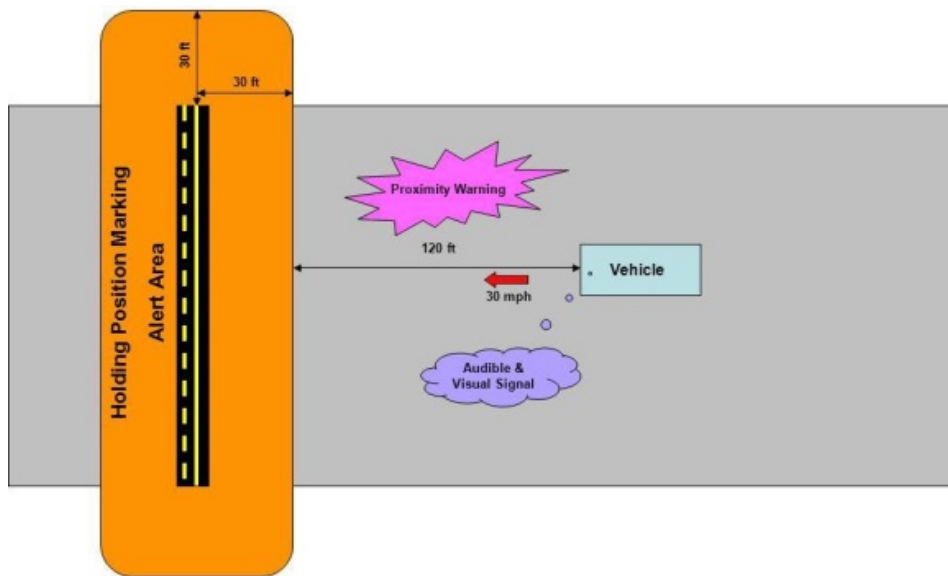 30 ft
30 ft
Holding Position Marking
Alert Area
Proximity Warning
120 ft
Vehicle
30 mph
Audible &
Visual Signal